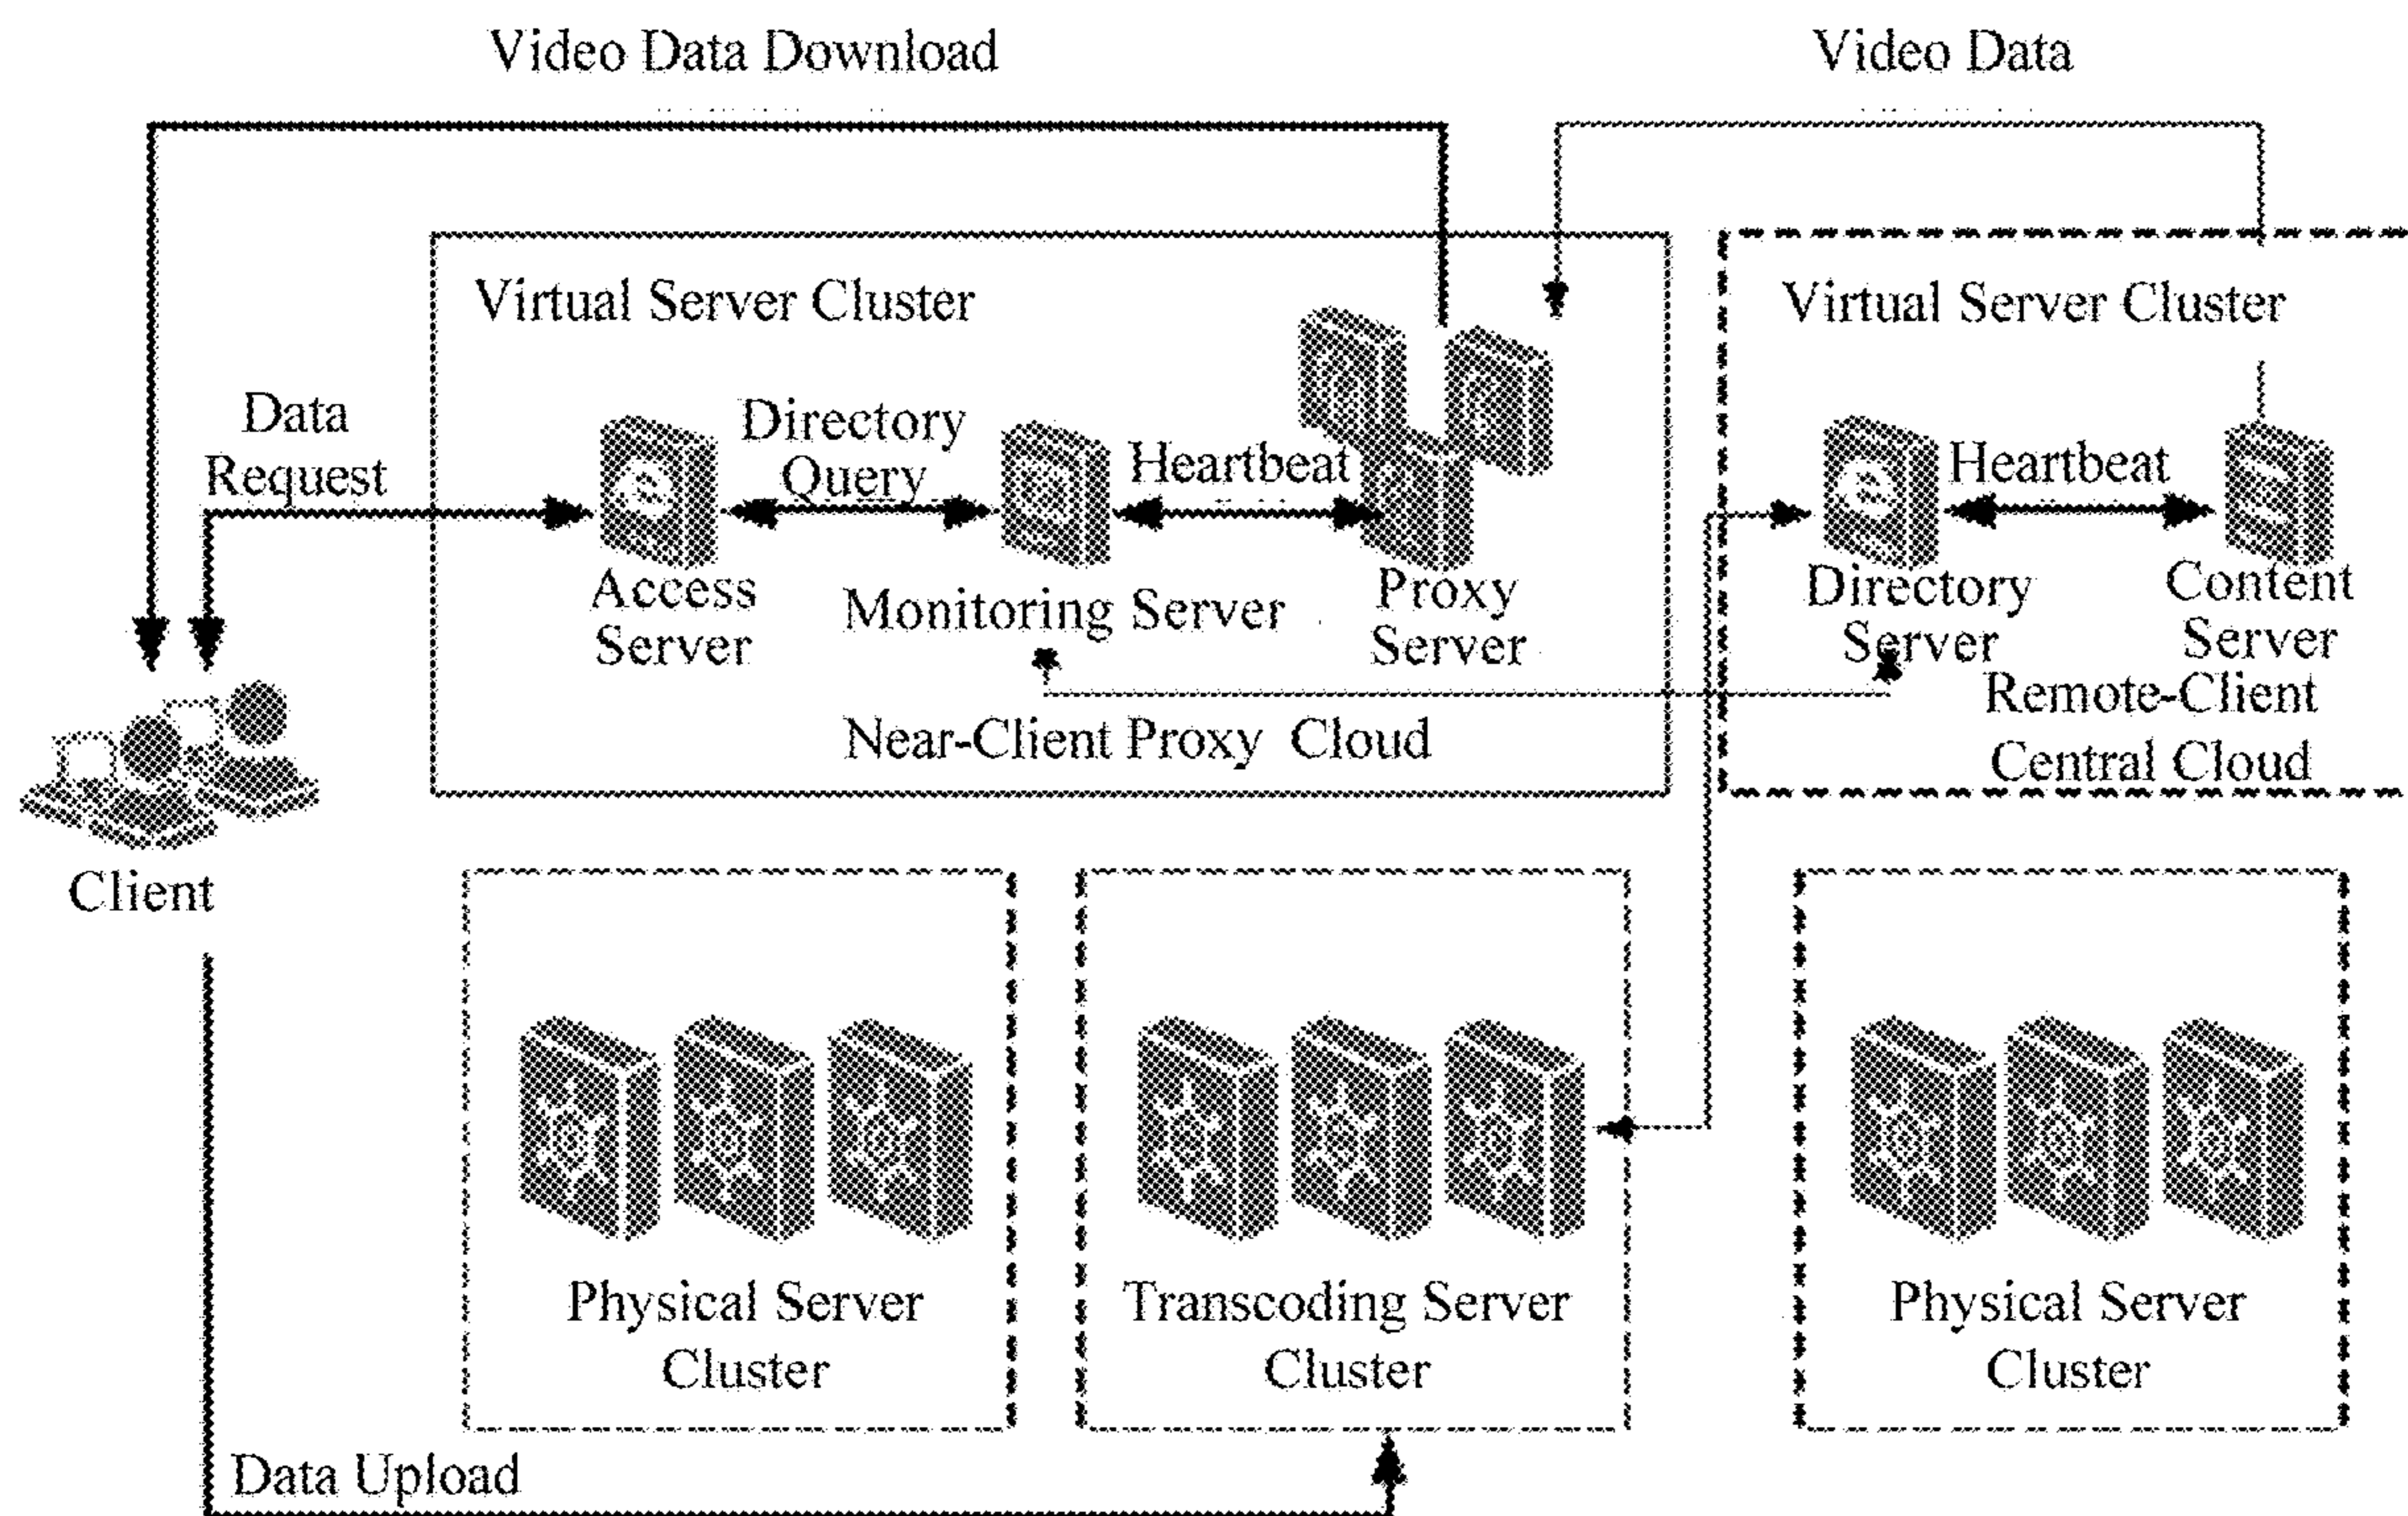 Video Data Download
Video Data
Virtual Server Cluster
Virtual Server Cluster
Data
Request
Directory
Query
Heartbeat
Heartbeat
Access
Server
Monitoring Server
Proxy
Server
Directory
Server
Content
Server
Near-Client Proxy Cloud
Remote-Client
Central Cloud
Client
Physical Server
Cluster
Transcoding Server
Cluster
Physical Server
Cluster
Data Upload